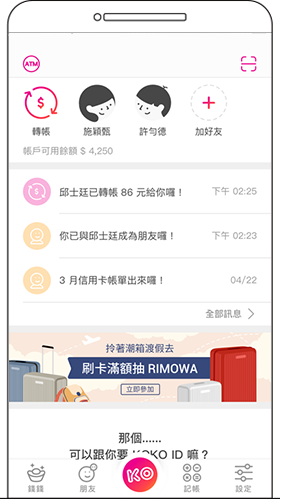 ATM
轉帳
施穎甄
許勻德
加好友
帳戶可用餘額 $ 4,250
邱士廷已轉帳 86 元給你囉！
下午 02:25
你已與邱士廷成為朋友囉！
下午 02:23
3 月信用卡帳單出來囉！
04/22
全部訊息
拎著潮箱渡假去
刷卡滿額抽 RIMOWA
立即參加
那個......
可以跟你要 KOKO ID 嘛？
錢錢
朋友
KO
記帳
設定